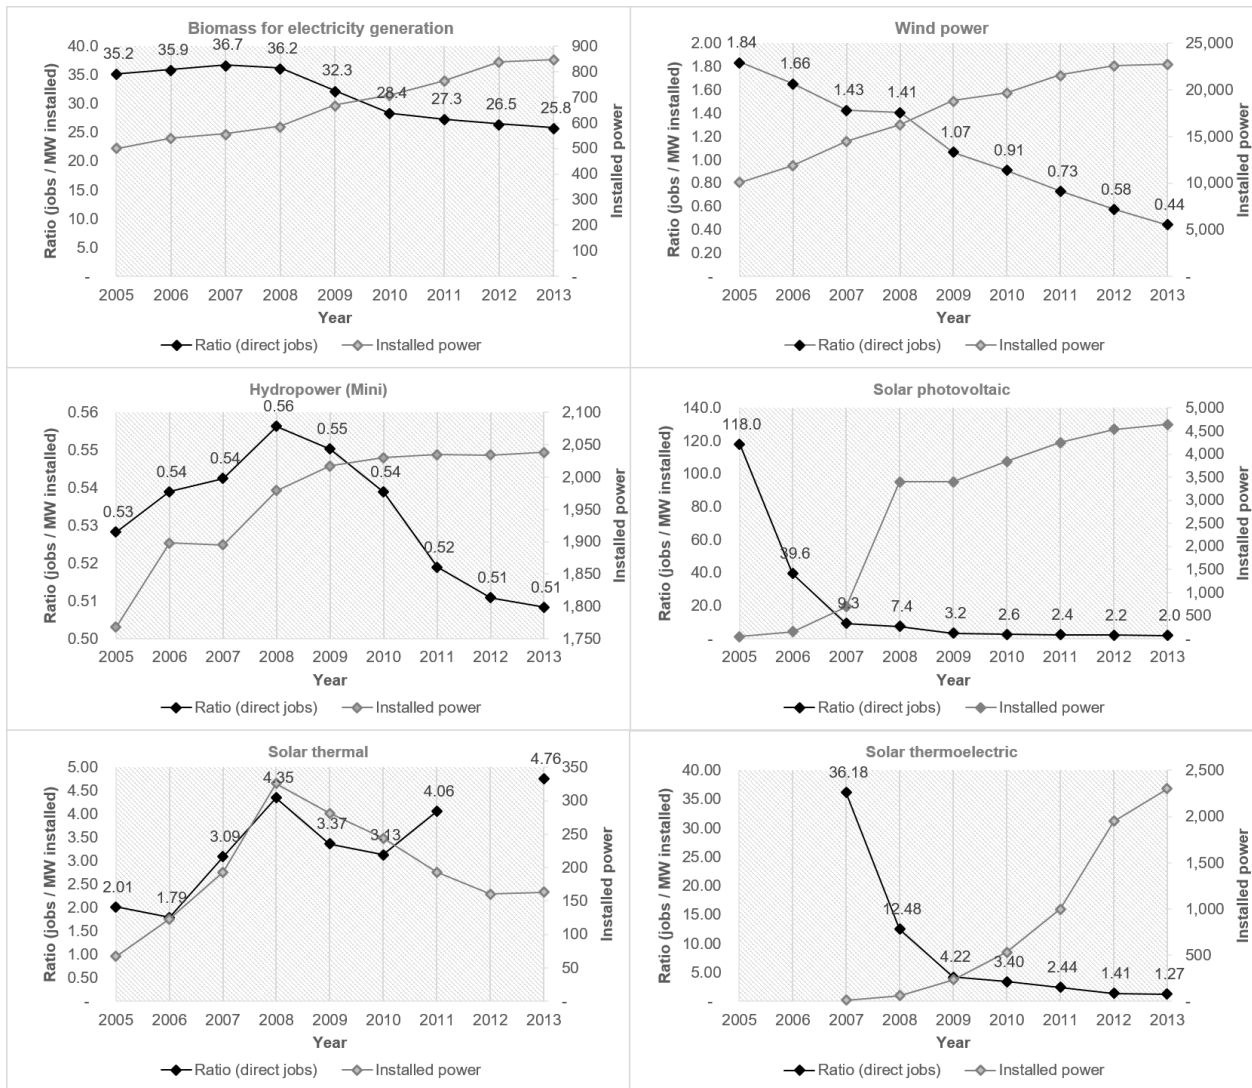 Biomass for electricity generation
Ratio (jobs / MW installed)
40.0
35.0
30.0
25.0
20.0
15.0
10.0
5.0
-
35.2 35.9 36.7 36.2 32.3 28.4 27.3 26.5 25.8
900
800
700
600
500
400
300
200
100
-
Installed power
2005 2006 2007 2008 2009 2010 2011 2012 2013
Year
Ratio (direct jobs) Installed power
Wind power
Ratio (jobs / MW installed)
2.00
1.80
1.60
1.40
1.20
1.00
0.80
0.60
0.40
0.20
-
1.84 1.66 1.43 1.41 1.07 0.91 0.73 0.58 0.44
25,000
20,000
15,000
10,000
5,000
-
Installed power
2005 2006 2007 2008 2009 2010 2011 2012 2013
Year
Ratio (direct jobs) Installed power
Hydropower (Mini)
Ratio (jobs / MW installed)
0.56
0.55
0.54
0.53
0.52
0.51
0.50
0.53 0.54 0.54 0.56 0.55 0.54 0.52 0.51 0.51
2,100
2,050
2,000
1,950
1,900
1,850
1,800
1,750
Installed power
2005 2006 2007 2008 2009 2010 2011 2012 2013
Year
Ratio (direct jobs) Installed power
Solar photovoltaic
Ratio (jobs / MW installed)
140.0
120.0
100.0
80.0
60.0
40.0
20.0
-
118.0 39.6 9.3 7.4 3.2 2.6 2.4 2.2 2.0
5,000
4,500
4,000
3,500
3,000
2,500
2,000
1,500
1,000
500
-
Installed power
2005 2006 2007 2008 2009 2010 2011 2012 2013
Year
Ratio (direct jobs) Installed power
Solar thermal
Ratio (jobs / MW installed)
5.00
4.50
4.00
3.50
3.00
2.50
2.00
1.50
1.00
0.50
-
2.01 1.79 3.09 4.35 3.37 3.13 4.06 4.76
350
300
250
200
150
100
50
-
Installed power
2005 2006 2007 2008 2009 2010 2011 2012 2013
Year
Ratio (direct jobs) Installed power
Solar thermoelectric
Ratio (jobs / MW installed)
40.00
35.00
30.00
25.00
20.00
15.00
10.00
5.00
-
36.18 12.48 4.22 3.40 2.44 1.41 1.27
2,500
2,000
1,500
1,000
500
-
Installed power
2005 2006 2007 2008 2009 2010 2011 2012 2013
Year
Ratio (direct jobs) Installed power